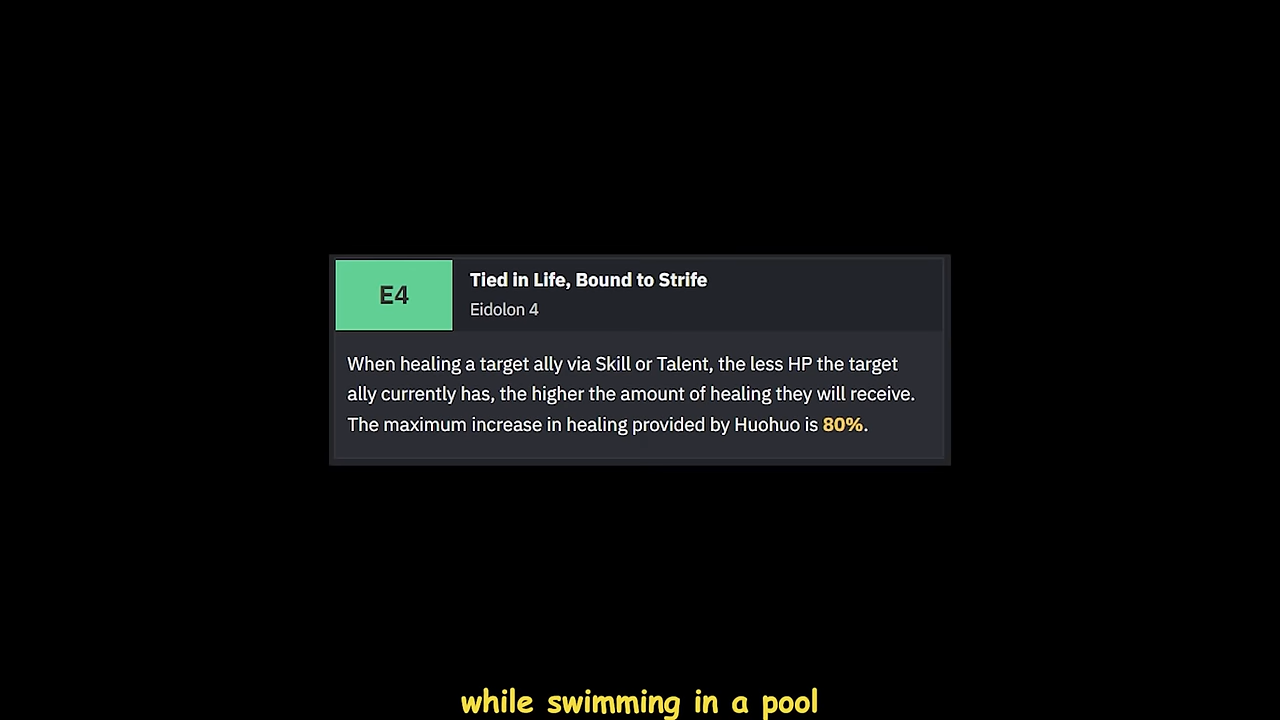 E4
Tied in Life, Bound to Strife
Eidolon 4
When healing a target ally via Skill or Talent, the less HP the target
ally currently has, the higher the amount of healing they will receive.
The maximum increase in healing provided by Huohuo is 80%.
while swimming in a pool